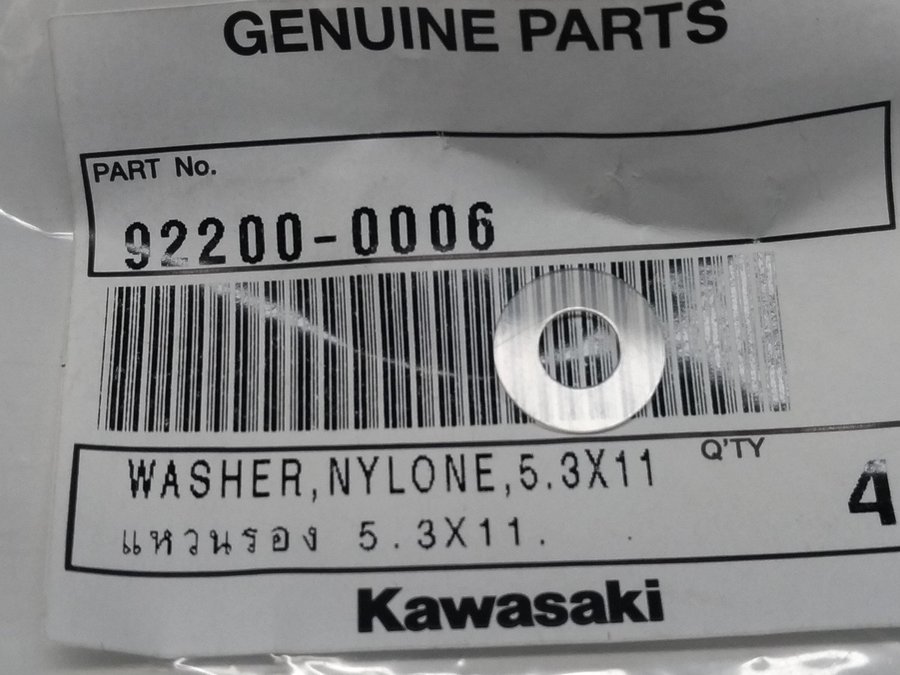 GENUINE PARTS
PART No.
92200-0006
WASHER,NYLONE,5.3X11
Q'TY
4
แหวนรอง 5.3X11.
Kawasaki